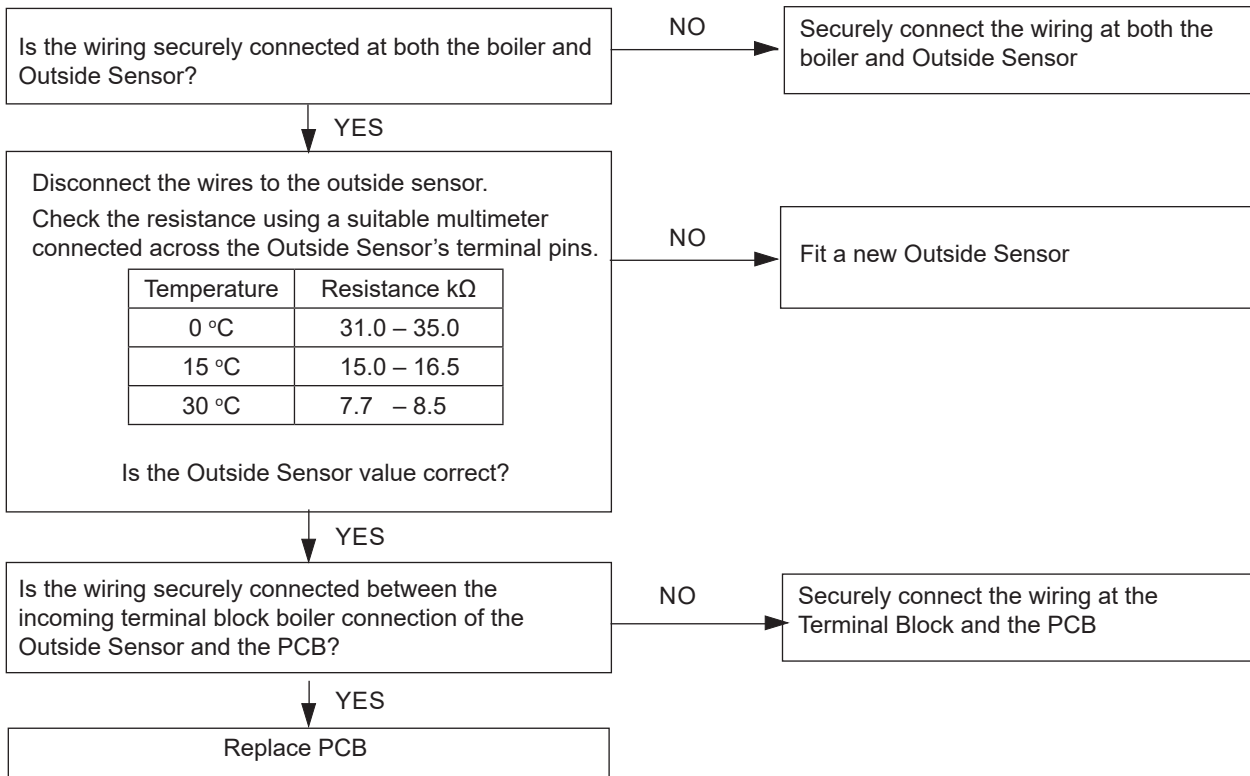 Is the wiring securely connected at both the boiler and
Outside Sensor?
NO
Securely connect the wiring at both the
boiler and Outside Sensor
YES
Disconnect the wires to the outside sensor.
Check the resistance using a suitable multimeter
connected across the Outside Sensor’s terminal pins.
Temperature Resistance kΩ
0 °C 31.0 – 35.0
15 °C 15.0 – 16.5
30 °C 7.7 – 8.5
Is the Outside Sensor value correct?
NO
Fit a new Outside Sensor
YES
Is the wiring securely connected between the
incoming terminal block boiler connection of the
Outside Sensor and the PCB?
NO
Securely connect the wiring at the
Terminal Block and the PCB
YES
Replace PCB